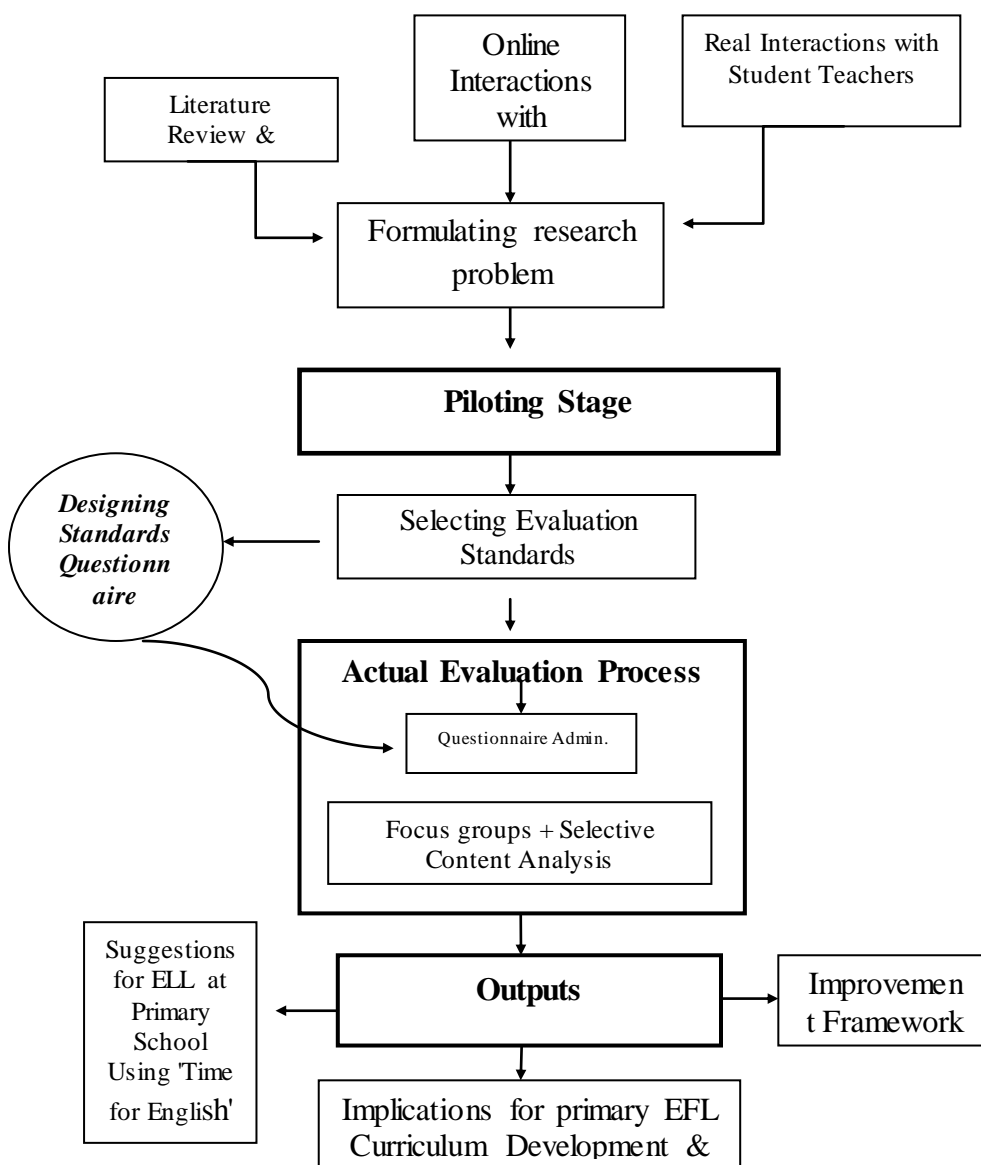 Online
Interactions
with
Real Interactions with
Student Teachers
Literature
Review &
Formulating research
problem
Piloting Stage
Designing
Standards
Questionn
aire
Selecting Evaluation
Standards
Actual Evaluation Process
Questionnaire Admin.
Focus groups + Selective
Content Analysis
Suggestions
for ELL at
Primary
School
Using 'Time
for English'
Outputs
Improvemen
t Framework
Implications for primary EFL
Curriculum Development &